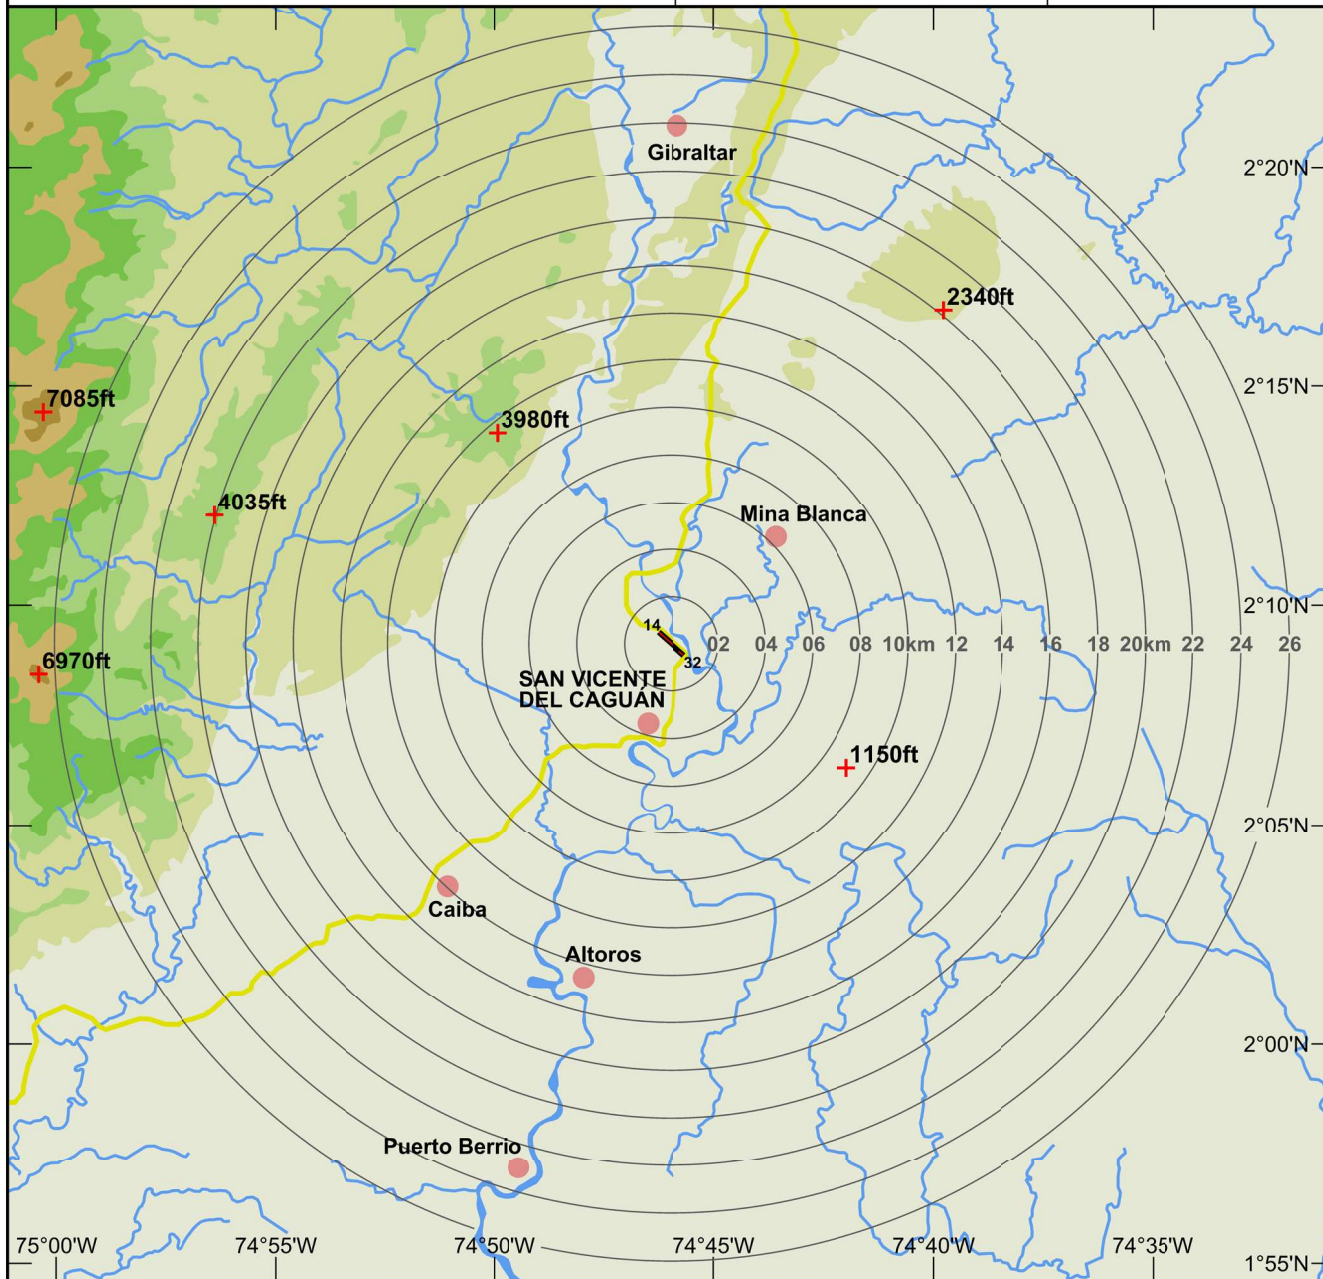 Gibraltar
2°20'N
2340ft
2°15'N
7085ft
3980ft
4035ft
Mina Blanca
2°10'N
14
32
02 04 06 08 10km 12 14 16 18 20km 22 24 26
6970ft
SAN VICENTE
DEL CAGUÁN
1150ft
2°05'N
Caiba
Altoros
2°00'N
Puerto Berrio
75°00'W 74°55'W 74°50'W 74°45'W 74°40'W 74°35'W
1°55'N